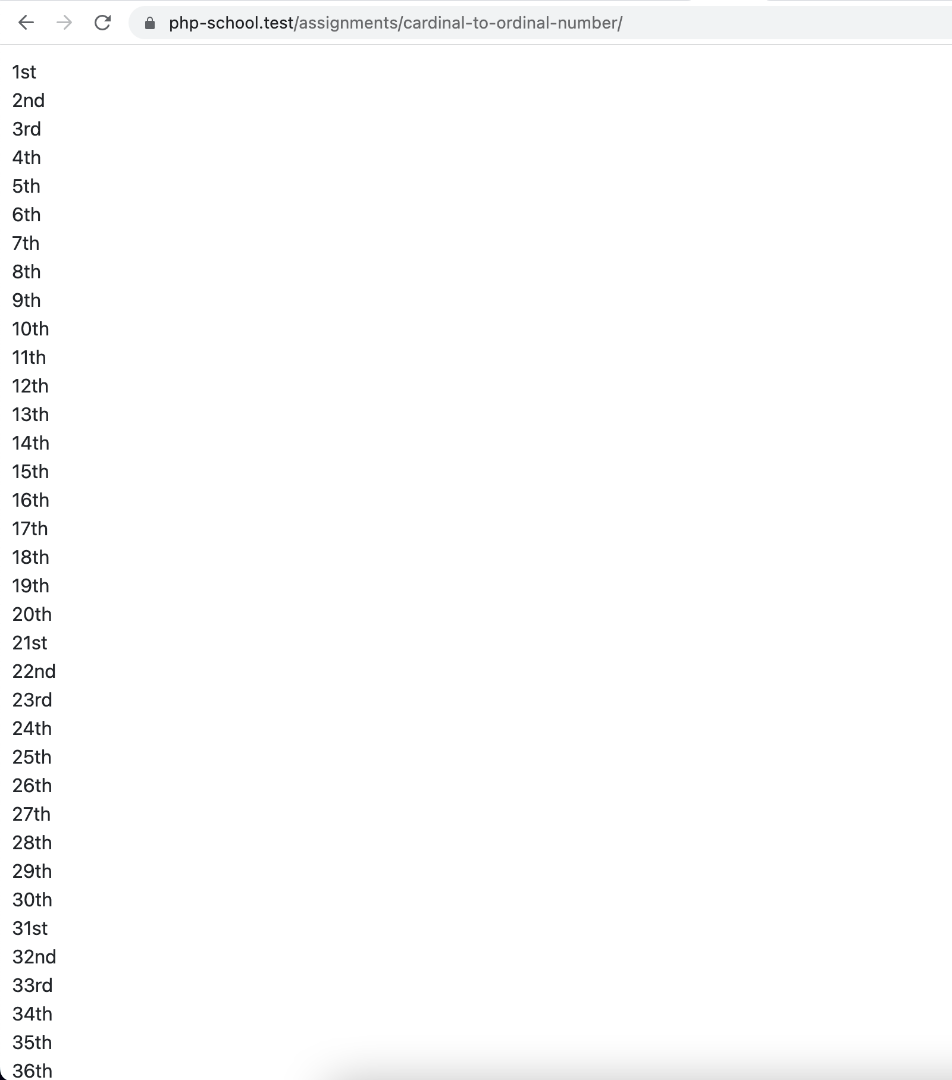 php-school.test/assignments/cardinal-to-ordinal-number/
1st
2nd
3rd
4th
5th
6th
7th
8th
9th
10th
11th
12th
13th
14th
15th
16th
17th
18th
19th
20th
21st
22nd
23rd
24th
25th
26th
27th
28th
29th
30th
31st
32nd
33rd
34th
35th
36th